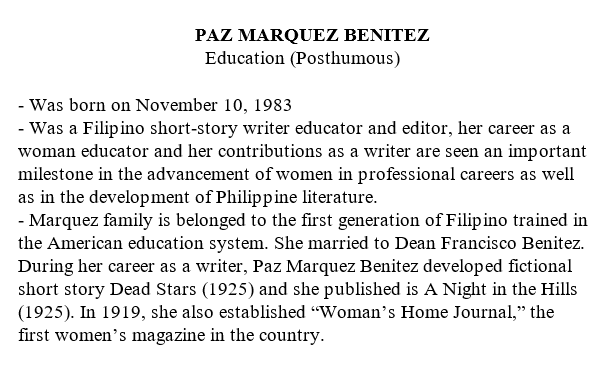 PAZ MARQUEZ BENITEZ
Education (Posthumous)
- Was born on November 10, 1983
- Was a Filipino short-story writer educator and editor, her career as a
woman educator and her contributions as a writer are seen an important
milestone in the advancement of women in professional careers as well
as in the development of Philippine literature.
- Marquez family is belonged to the first generation of Filipino trained in
the American education system. She married to Dean Francisco Benitez.
During her career as a writer, Paz Marquez Benitez developed fictional
short story Dead Stars (1925) and she published is A Night in the Hills
(1925). In 1919, she also established “Woman’s Home Journal,” the
first women’s magazine in the country.